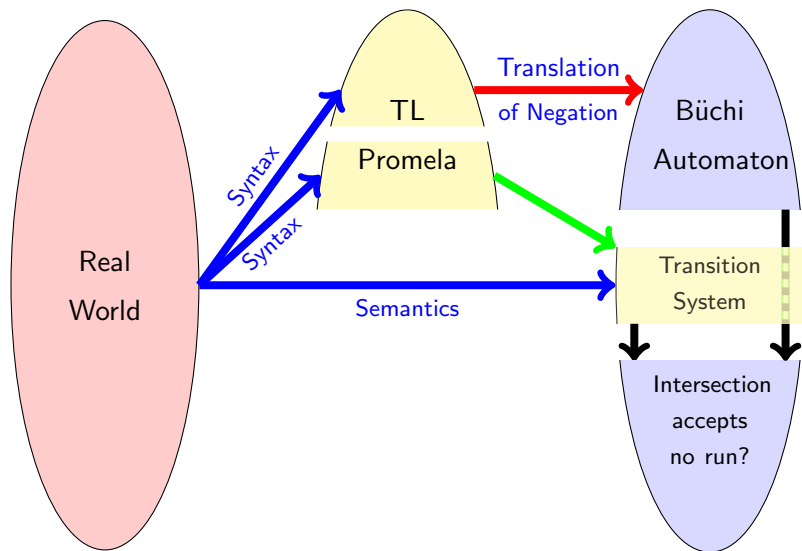 Real
World
Syntax
Syntax
Semantics
TL
Promela
Translation
of Negation
Büchi
Automaton
Transition
System
Intersection
accepts
no run?